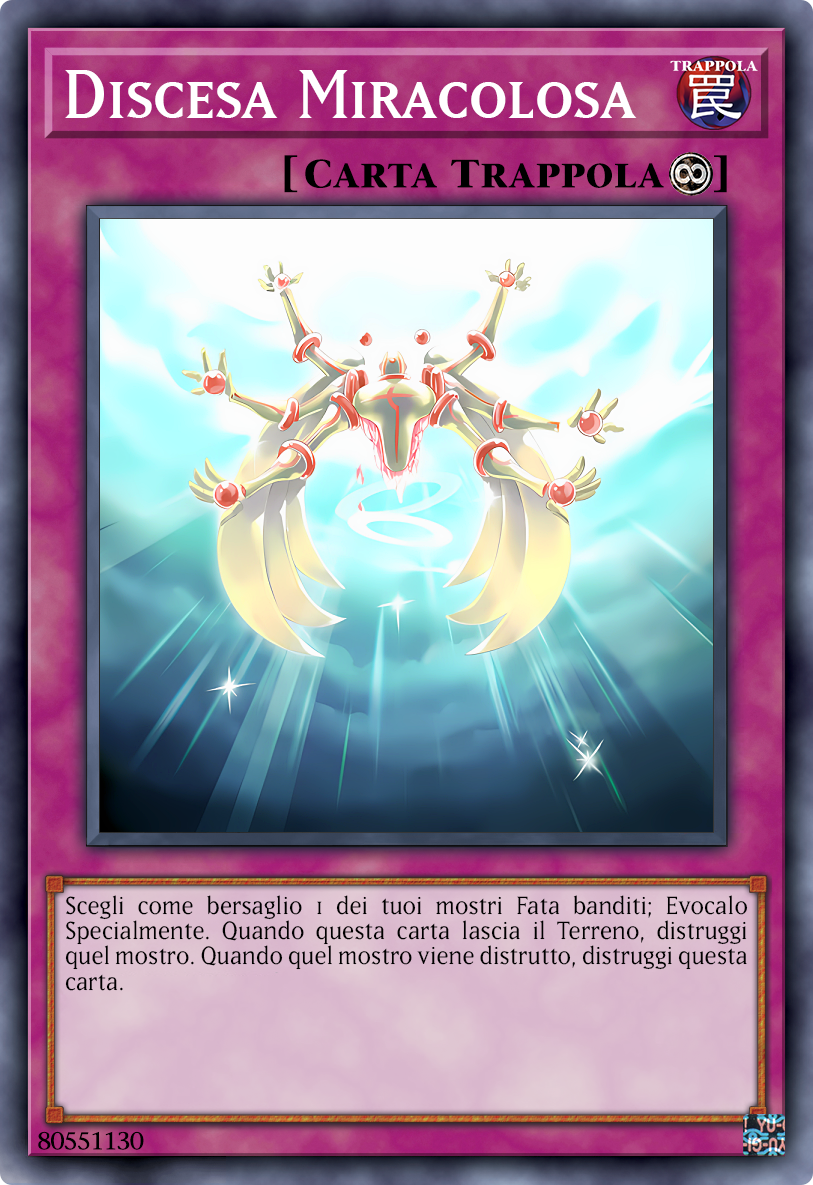 DISCESA MIRACOLOSA
TRAPPOLA
罠
[CARTA TRAPPOLA]
Scegli come bersaglio 1 dei tuoi mostri Fata banditi; Evocalo
Specialmente. Quando questa carta lascia il Terreno, distruggi
quel mostro. Quando quel mostro viene distrutto, distruggi questa
carta.
80551130